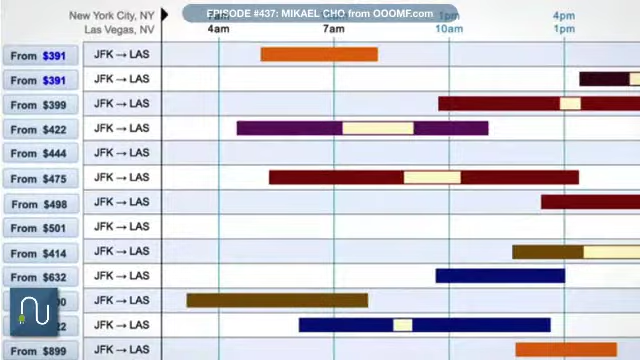 EPISODE #437: MIKAEL CHO from OOOMF.com
New York City, NY 1pm 4pm
Las Vegas, NV 4am 7am 10am 1pm
From $391 JFK → LAS
From $391 JFK → LAS
From $399 JFK → LAS
From $422 JFK → LAS
From $444 JFK → LAS
From $475 JFK → LAS
From $498 JFK → LAS
From $501 JFK → LAS
From $414 JFK → LAS
From $632 JFK → LAS
JFK → LAS
JFK → LAS
From $899 JFK → LAS